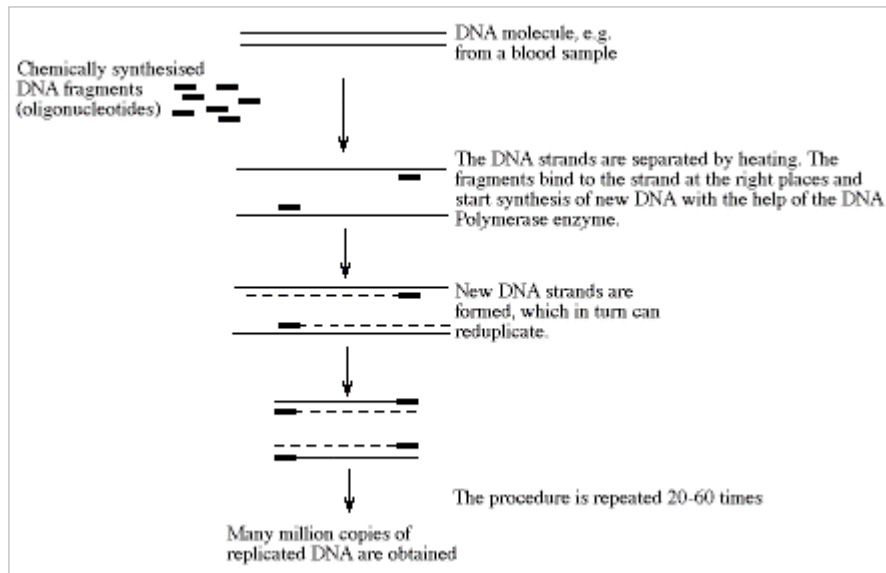 DNA molecule, e.g.
from a blood sample
Chemically synthesised
DNA fragments
(oligonucleotides)
The DNA strands are separated by heating. The
fragments bind to the strand at the right places and
start synthesis of new DNA with the help of the DNA
Polymerase enzyme.
New DNA strands are
formed, which in turn can
reduplicate.
The procedure is repeated 20-60 times
Many million copies of
replicated DNA are obtained